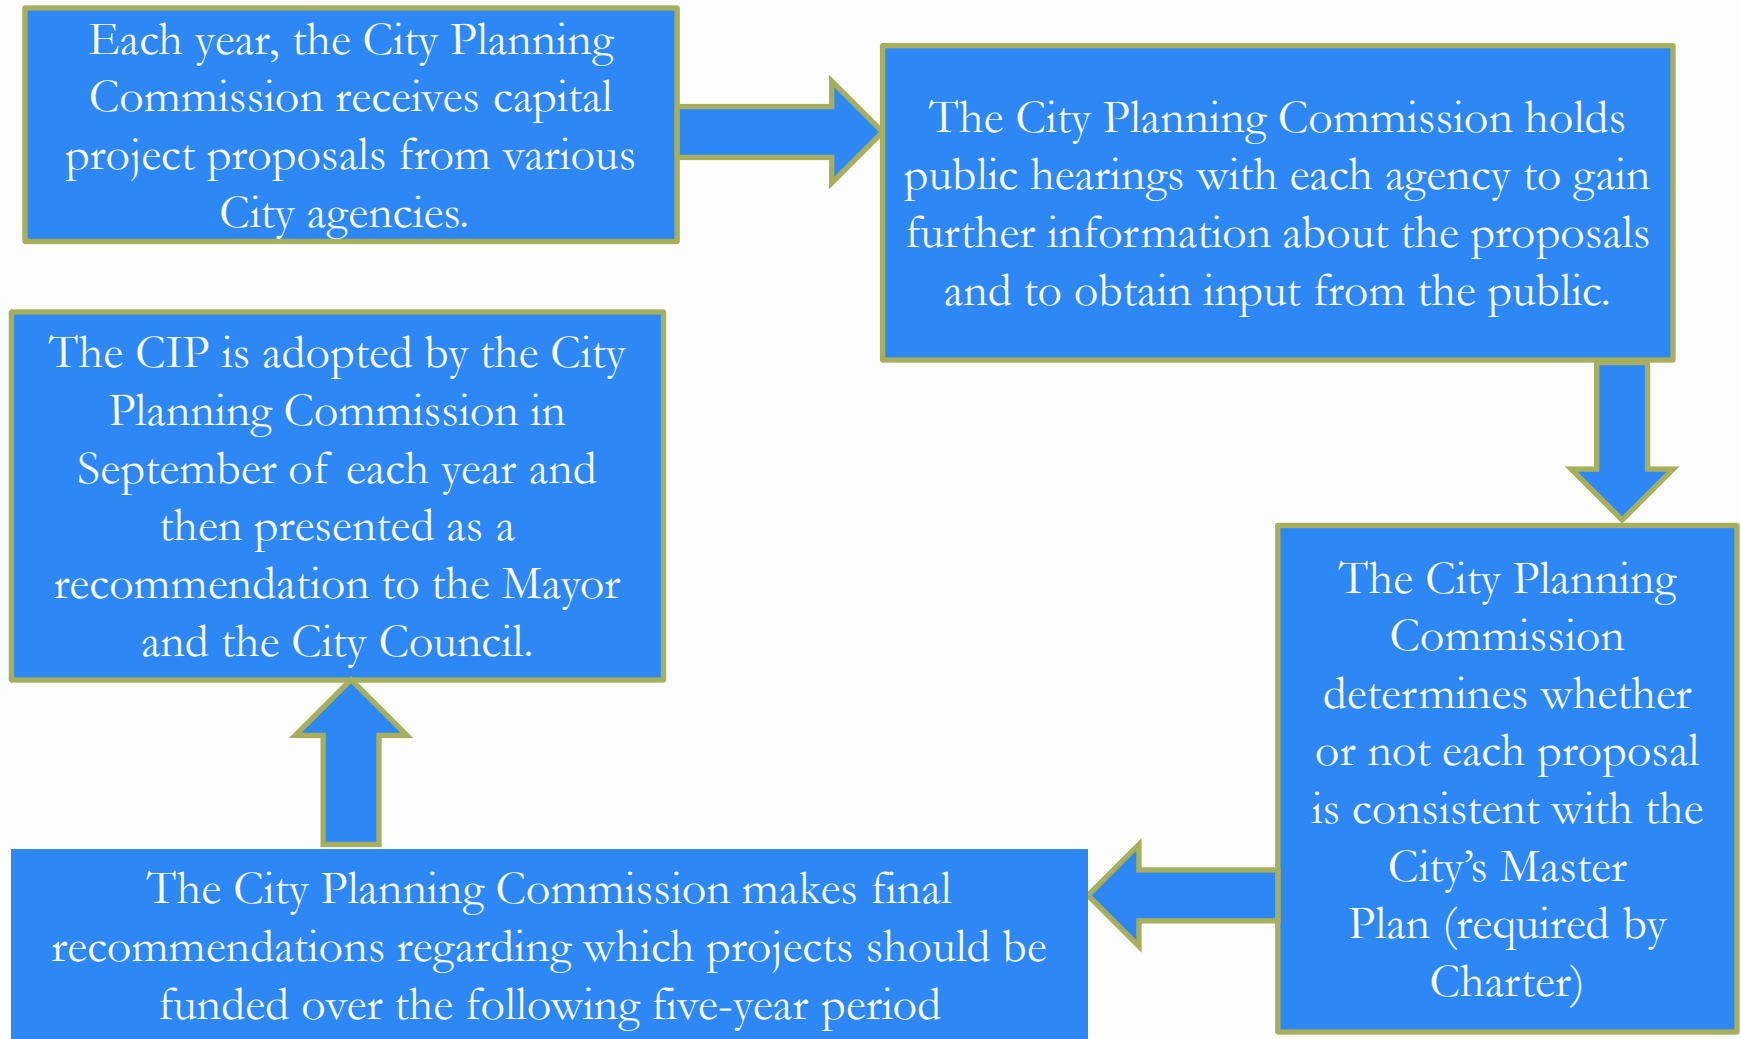 Each year, the City Planning
Commission receives capital
project proposals from various
City agencies.
The City Planning Commission holds
public hearings with each agency to gain
further information about the proposals
and to obtain input from the public.
The City Planning
Commission
determines whether
or not each proposal
is consistent with the
City’s Master
Plan (required by
Charter)
The City Planning Commission makes final
recommendations regarding which projects should be
funded over the following five-year period
The CIP is adopted by the City
Planning Commission in
September of each year and
then presented as a
recommendation to the Mayor
and the City Council.